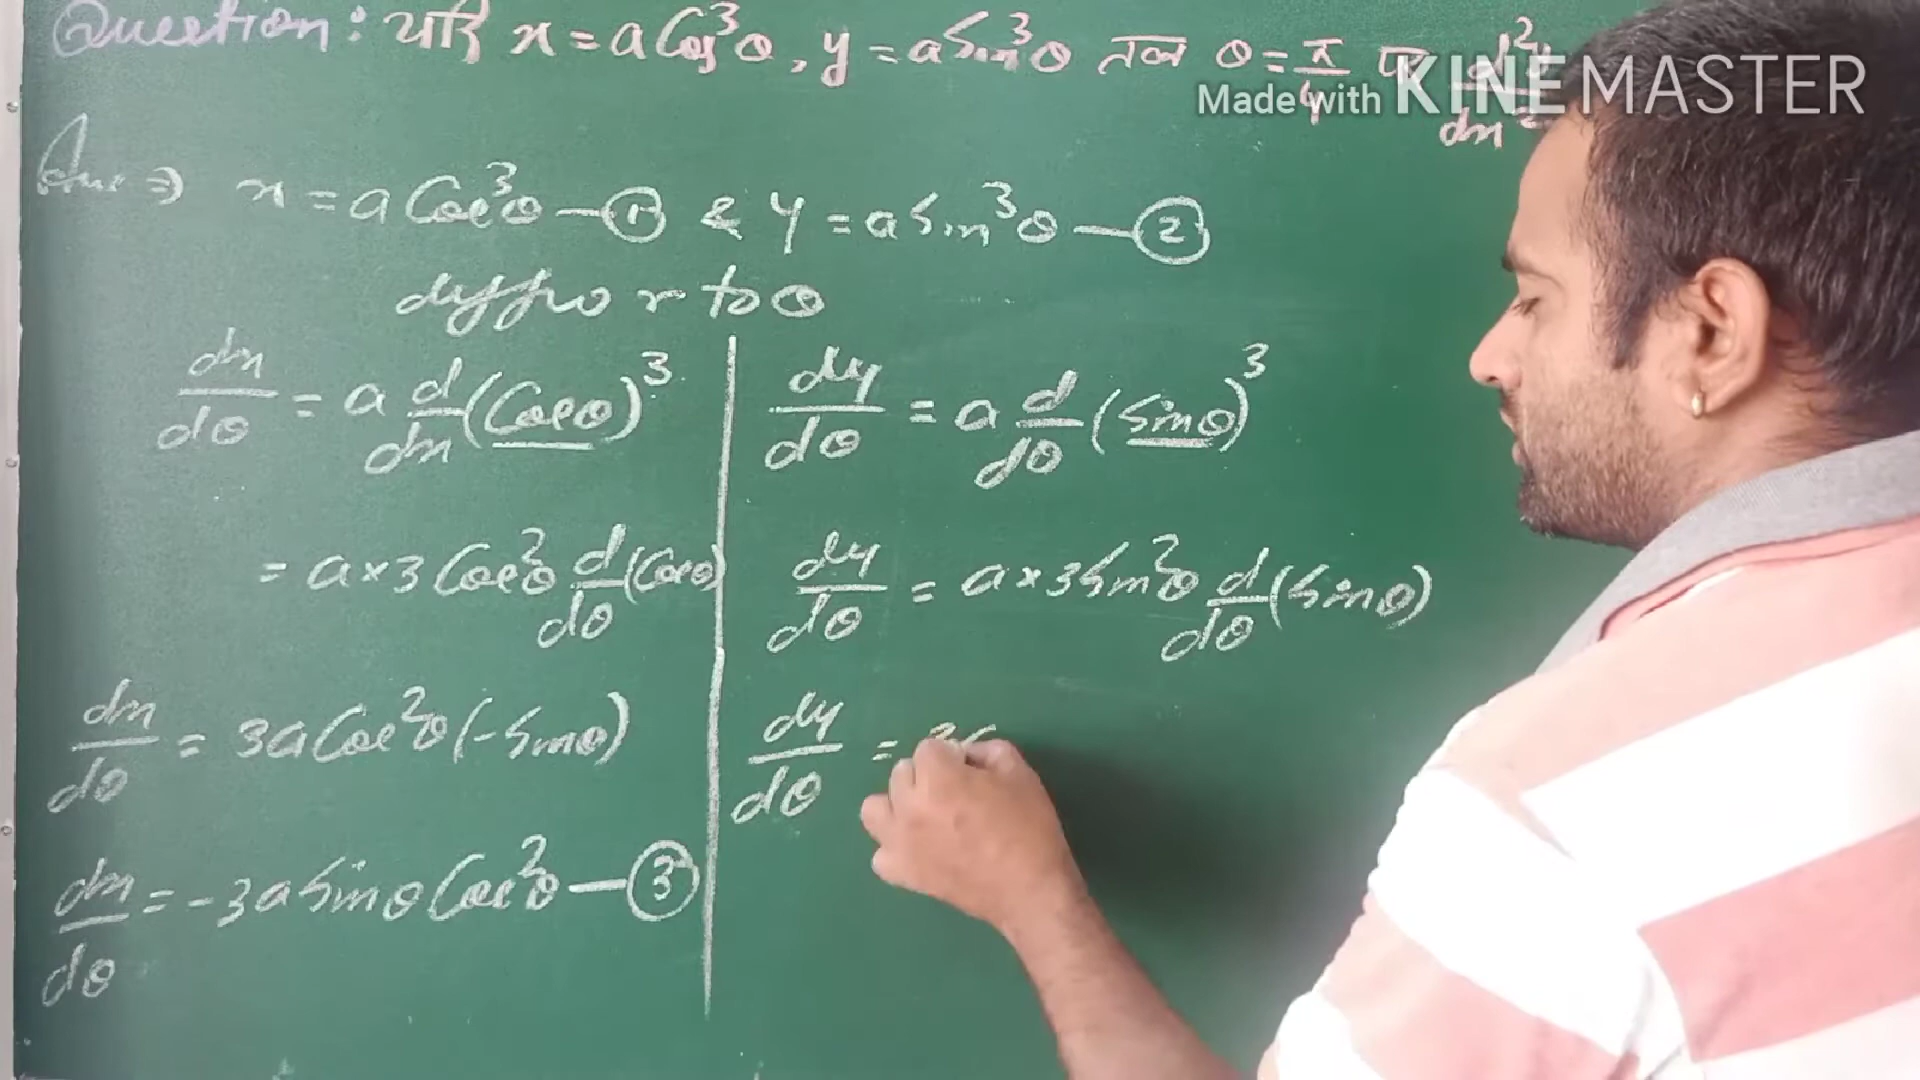 Question: यदि x = a Cos³θ, y = a Sin³θ तब θ = π/4 पर d²y/dx²
Made with KINEMASTER
Ans ⇒ x = a Cos³θ — ① & y = a Sin³θ — ②
diff w r to θ
dx/dθ = a d/dx (Cosθ)³
dy/dθ = a d/dθ (Sinθ)³
= a × 3 Cos²θ d/dθ (Cosθ)
dy/dθ = a × 3 Sin²θ d/dθ (Sinθ)
dx/dθ = 3a Cos²θ (-Sinθ)
dy/dθ =
dx/dθ = -3a Sinθ Cos²θ — ③